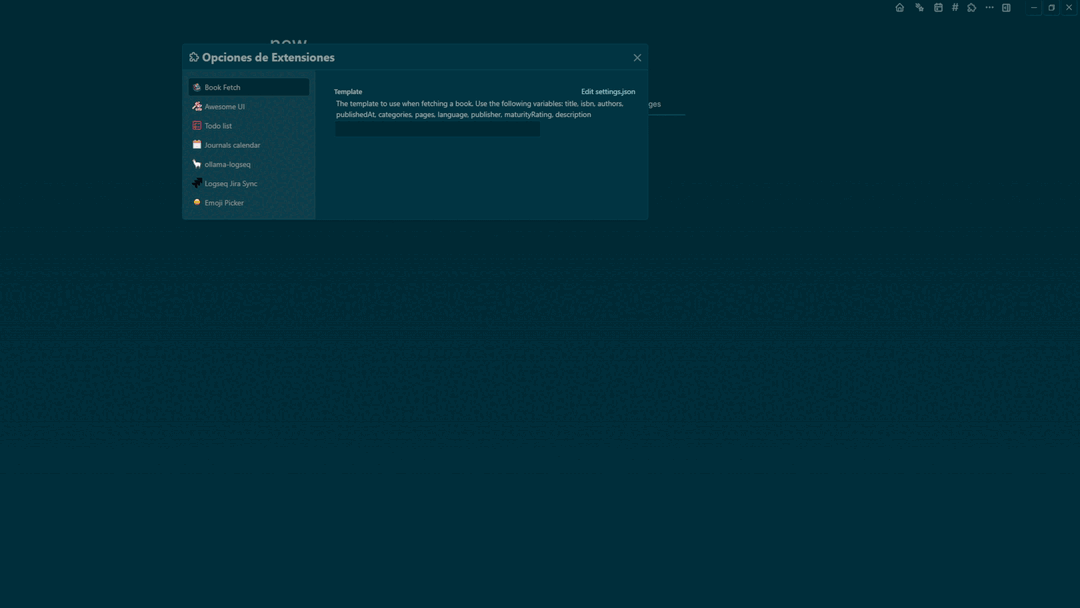 Opciones de Extensiones
Book Fetch
Awesome UI
Todo list
Journals calendar
ollama-logseq
Logseq Jira Sync
Emoji Picker
Template
Edit settings.json
The template to use when fetching a book. Use the following variables: title, isbn, authors,
publishedAt, categories, pages, language, publisher, maturityRating, description